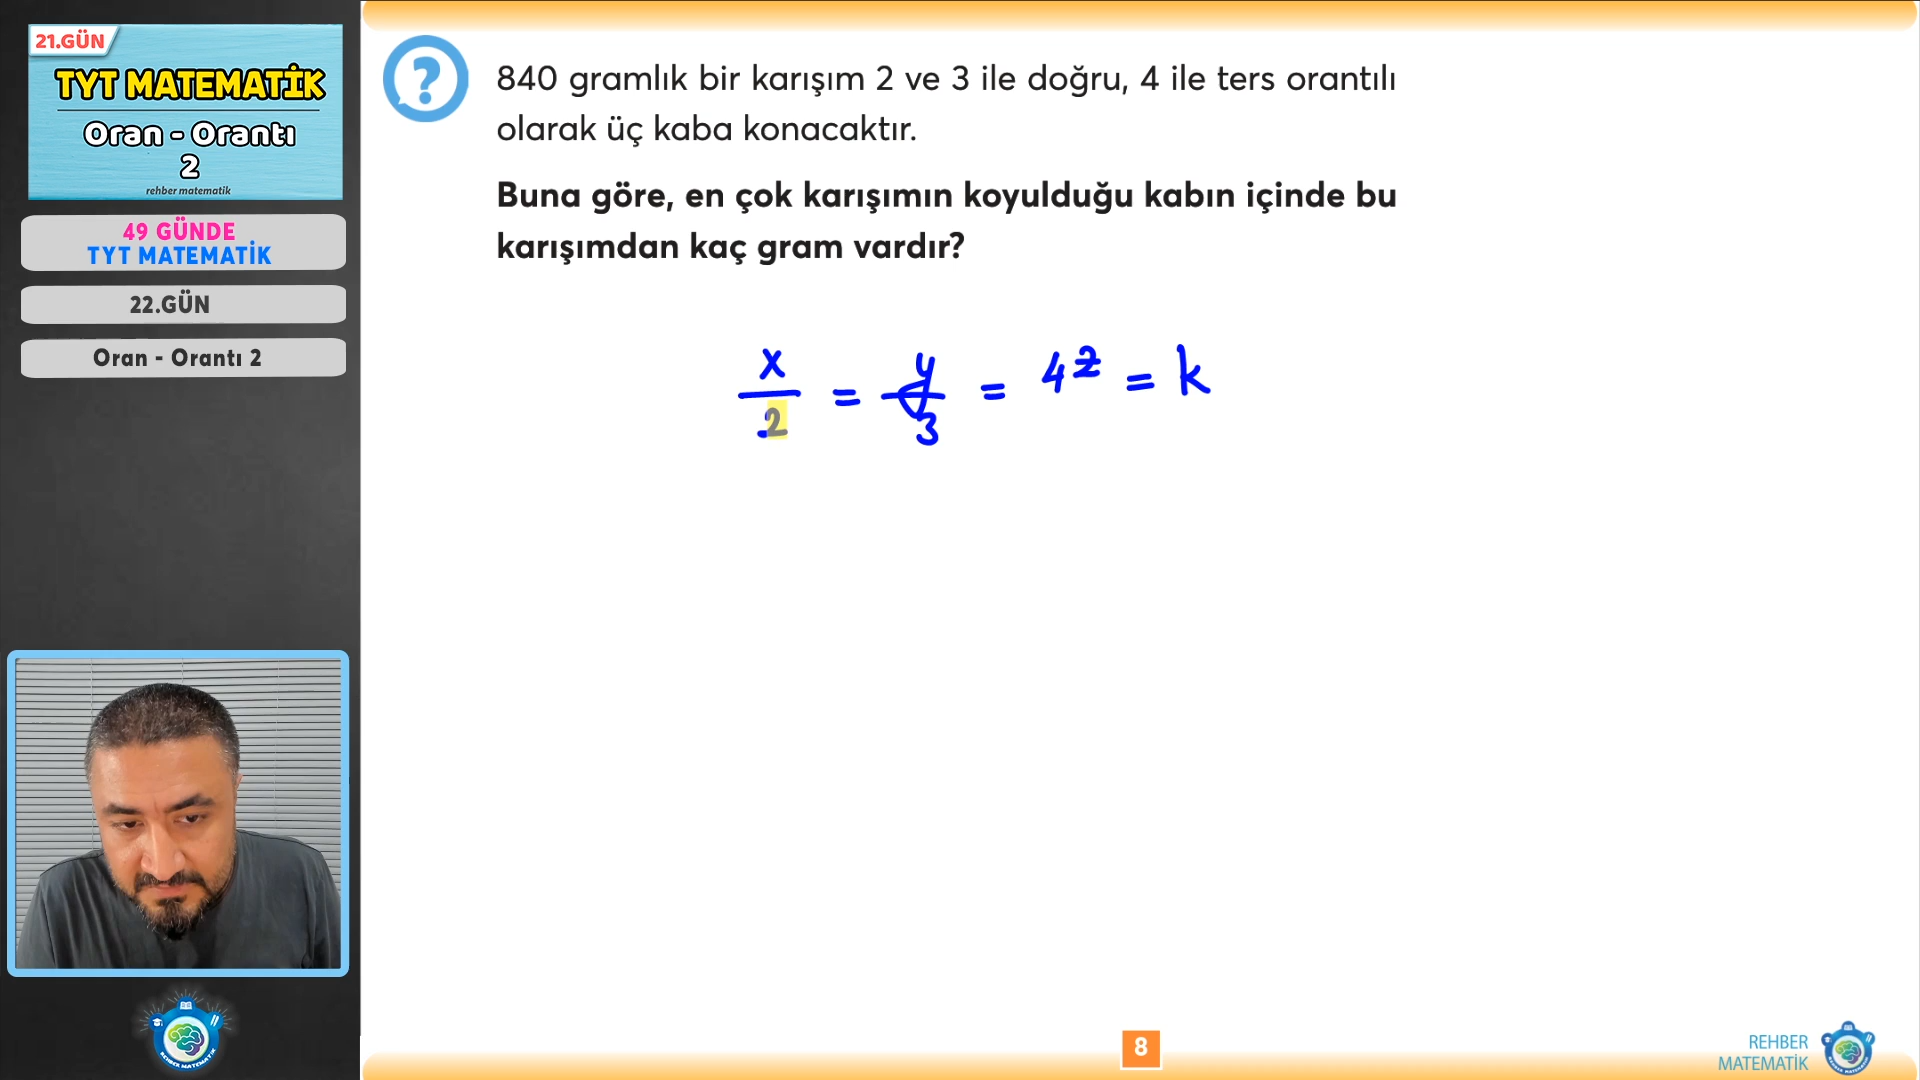 21.GÜN
TYT MATEMATİK
Oran - Orantı
2
rehber matematik
49 GÜNDE
TYT MATEMATİK
22.GÜN
Oran - Orantı 2
840 gramlık bir karışım 2 ve 3 ile doğru, 4 ile ters orantılı
olarak üç kaba konacaktır.
Buna göre, en çok karışımın koyulduğu kabın içinde bu
karışımdan kaç gram vardır?
x/2 = y/3 = 4z = k
8
REHBER
MATEMATİK
REHBER MATEMATİK